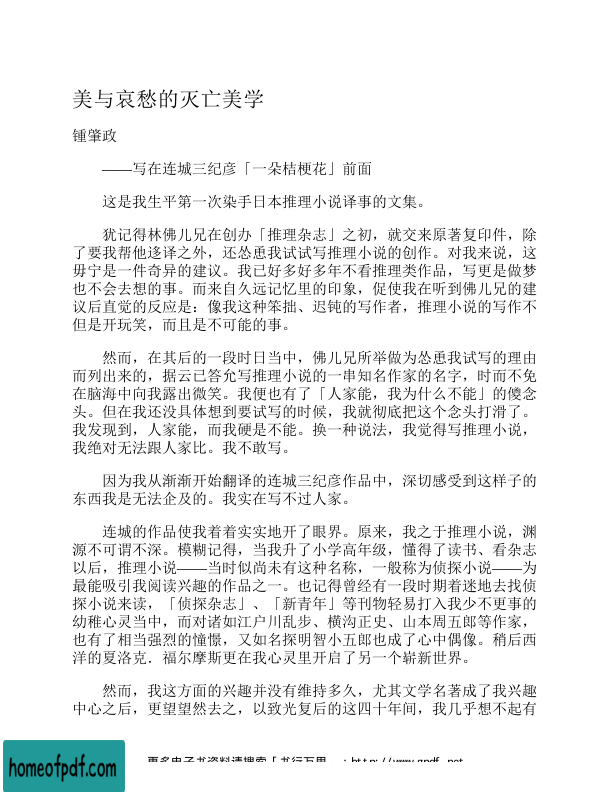 美与哀愁的灭亡美学
锺肇政
——写在连城三纪彦「一朵桔梗花」前面
这是我生平第一次染手日本推理小说译事的文集。
犹记得林佛儿兄在创办「推理杂志」之初，就交来原著复印件，除
了要我帮他迻译之外，还怂恿我试试写推理小说的创作。对我来说，这
毋宁是一件奇异的建议。我已好多好多年不看推理类作品，写更是做梦
也不会去想的事。而来自久远记忆里的印象，促使我在听到佛儿兄的建
议后直觉的反应是：像我这种笨拙、迟钝的写作者，推理小说的写作不
但是开玩笑，而且是不可能的事。
然而，在其后的一段时日当中，佛儿兄所举做为怂恿我试写的理由
而列出来的，据云已答允写推理小说的一串知名作家的名字，时而不免
在脑海中向我露出微笑。我便也有了「人家能，我为什么不能」的傻念
头。但在我还没具体想到要试写的时候，我就彻底把这个念头打滑了。
我发现到，人家能，而我硬是不能。换一种说法，我觉得写推理小说，
我绝对无法跟人家比。我不敢写。
因为我从渐渐开始翻译的连城三纪彦作品中，深切感受到这样子的
东西我是无法企及的。我实在写不过人家。
连城的作品使我着着实实地开了眼界。原来，我之于推理小说，渊
源不可谓不深。模糊记得，当我升了小学高年级，懂得了读书、看杂志
以后，推理小说——当时似尚未有这种名称，一般称为侦探小说——为
最能吸引我阅读兴趣的作品之一。也记得曾经有一段时期着迷地去找侦
探小说来读，「侦探杂志」、「新青年」等刊物轻易打入我少不更事的
幼稚心灵当中，而对诸如江户川乱步、横沟正史、山本周五郎等作家，
也有了相当强烈的憧憬，又如名探明智小五郎也成了心中偶像。稍后西
洋的夏洛克．福尔摩斯更在我心灵里开启了另一个崭新世界。
然而，我这方面的兴趣并没有维持多久，尤其文学名著成了我兴趣
中心之后，更望望然去之，以致光复后的这四十年间，我几乎想不起有
更多电子书资料请搜索「书行万里
homeofpdf.com